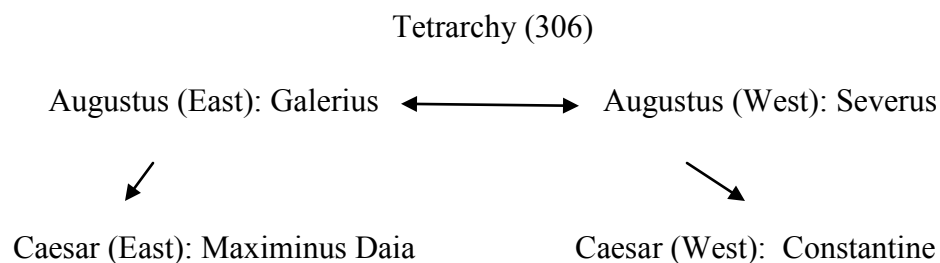 Tetrarchy (306)
Augustus (East): Galerius
Augustus (West): Severus
Caesar (East): Maximinus Daia
Caesar (West): Constantine